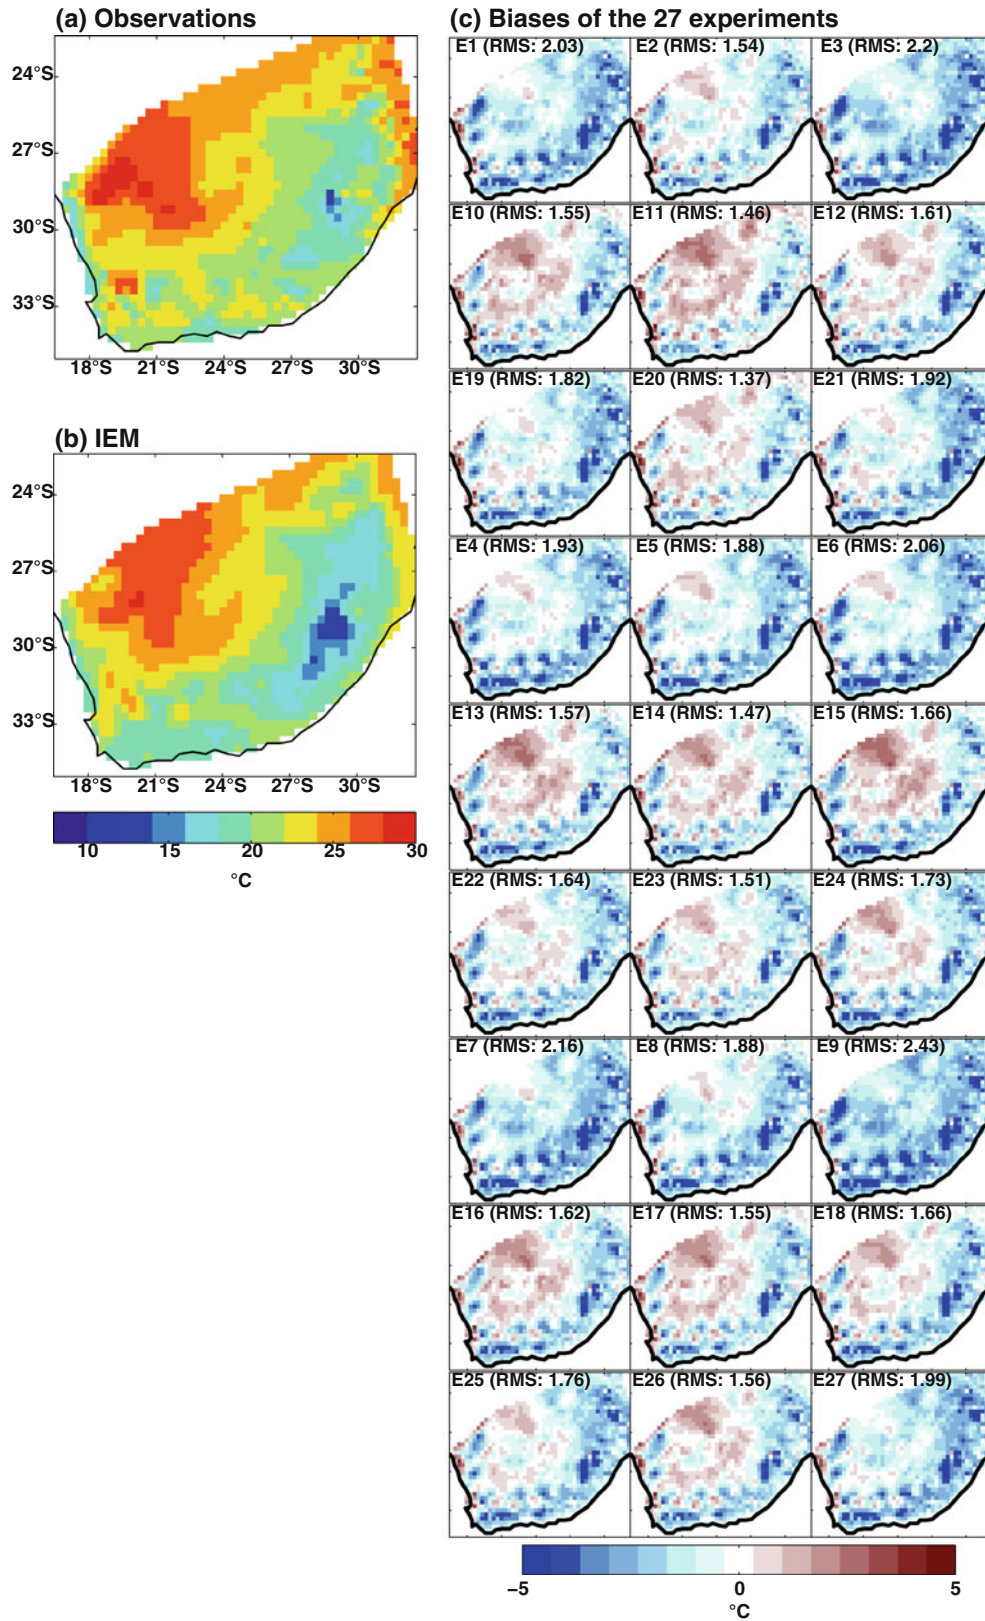 (a) Observations
24°S
27°S
30°S
33°S
18°S 21°S 24°S 27°S 30°S
(b) IEM
24°S
27°S
30°S
33°S
18°S 21°S 24°S 27°S 30°S
10 15 20 25 30
°C
(c) Biases of the 27 experiments
E1 (RMS: 2.03) E2 (RMS: 1.54) E3 (RMS: 2.2)
E10 (RMS: 1.55) E11 (RMS: 1.46) E12 (RMS: 1.61)
E19 (RMS: 1.82) E20 (RMS: 1.37) E21 (RMS: 1.92)
E4 (RMS: 1.93) E5 (RMS: 1.88) E6 (RMS: 2.06)
E13 (RMS: 1.57) E14 (RMS: 1.47) E15 (RMS: 1.66)
E22 (RMS: 1.64) E23 (RMS: 1.51) E24 (RMS: 1.73)
E7 (RMS: 2.16) E8 (RMS: 1.88) E9 (RMS: 2.43)
E16 (RMS: 1.62) E17 (RMS: 1.55) E18 (RMS: 1.66)
E25 (RMS: 1.76) E26 (RMS: 1.56) E27 (RMS: 1.99)
−5 0 5
°C